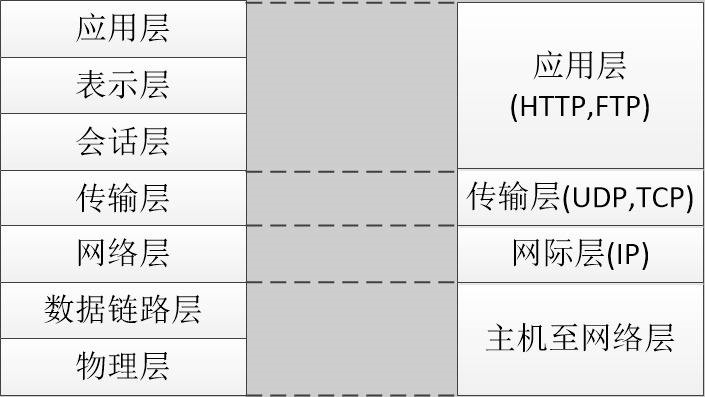 应用层
表示层
会话层
传输层
网络层
数据链路层
物理层
应用层
(HTTP,FTP)
传输层(UDP,TCP)
网际层(IP)
主机至网络层